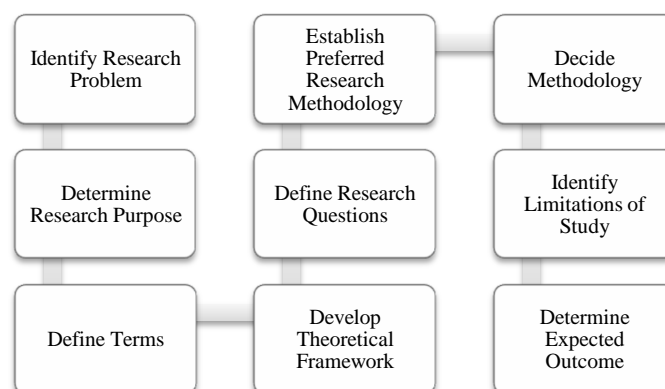 Identify Research
Problem
Determine
Research Purpose
Define Terms
Develop
Theoretical
Framework
Define Research
Questions
Establish
Preferred
Research
Methodology
Decide
Methodology
Identify
Limitations of
Study
Determine
Expected
Outcome